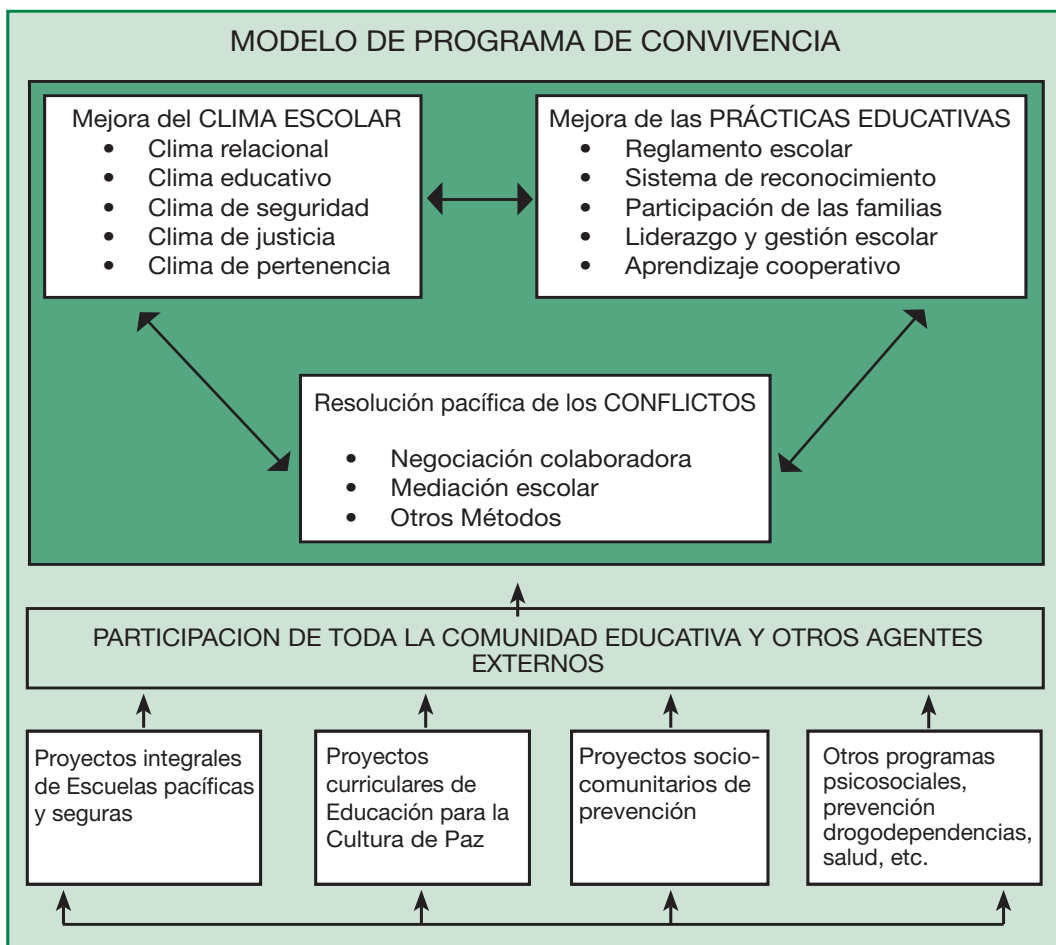 MODELO DE PROGRAMA DE CONVIVENCIA
Mejora del CLIMA ESCOLAR
• Clima relacional
• Clima educativo
• Clima de seguridad
• Clima de justicia
• Clima de pertenencia
Mejora de las PRÁCTICAS EDUCATIVAS
• Reglamento escolar
• Sistema de reconocimiento
• Participación de las familias
• Liderazgo y gestión escolar
• Aprendizaje cooperativo
Resolución pacífica de los CONFLICTOS
• Negociación colaboradora
• Mediación escolar
• Otros Métodos
PARTICIPACION DE TODA LA COMUNIDAD EDUCATIVA Y OTROS AGENTES
EXTERNOS
Proyectos integrales
de Escuelas pacíficas
y seguras
Proyectos
curriculares de
Educación para la
Cultura de Paz
Proyectos socio-
comunitarios de
prevención
Otros programas
psicosociales,
prevención
drogodependencias,
salud, etc.